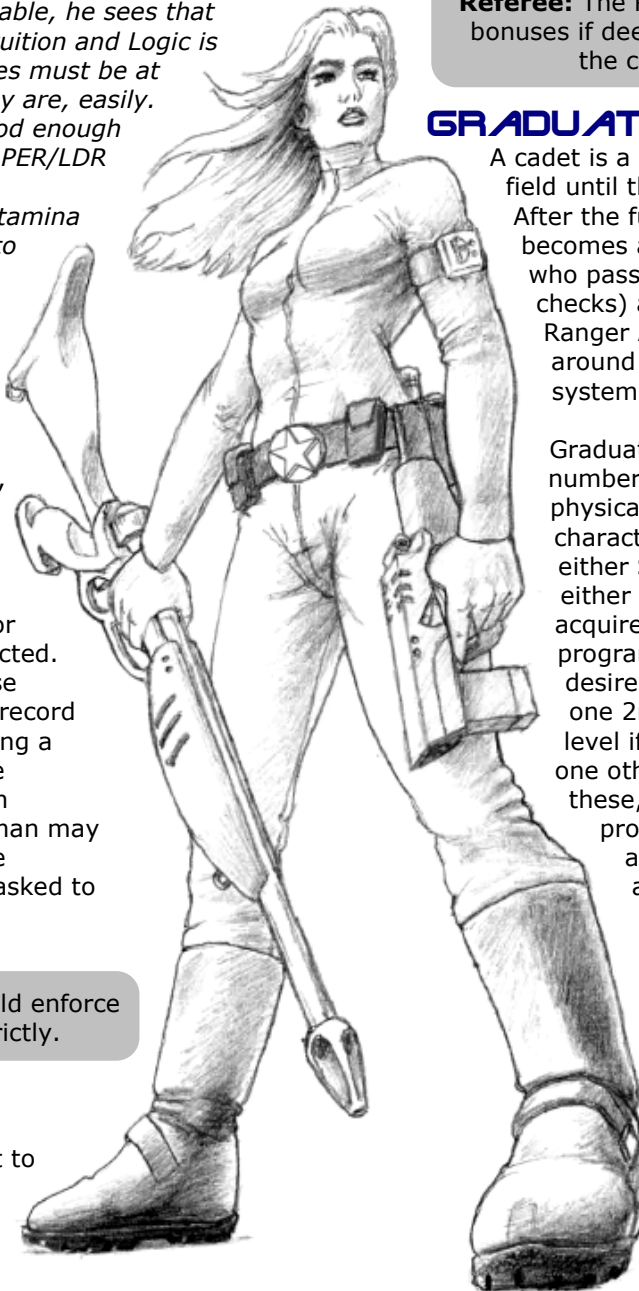 able, he sees that
uition and Logic is
es must be at
y are, easily.
od enough
PER/LDR
tamina
to
y
or
cted.
se
record
ng a
e
n
man may
e
asked to
ld enforce
rictly.
t to
Referee: The
bonuses if dee
the c
GRADUAT
A cadet is a
field until th
After the fu
becomes a
who pass
checks) a
Ranger
around
system
Graduat
number
physica
charact
either
either
acquire
progra
desire
one 2
level if
one oth
these,
pro
a
a